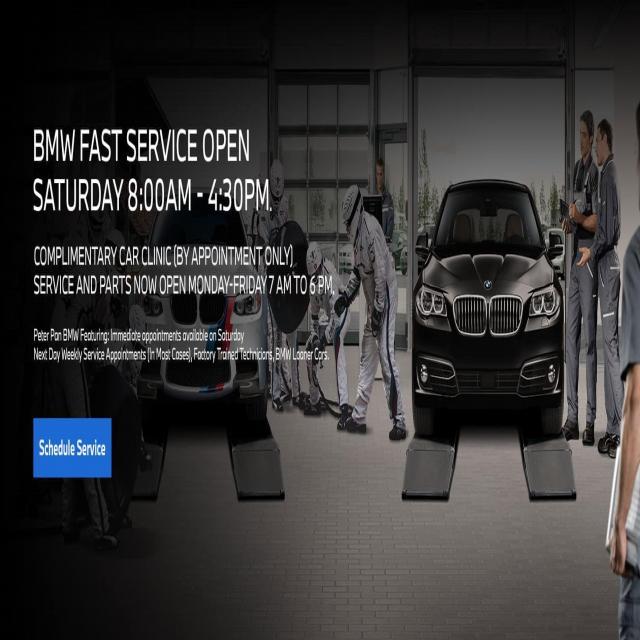 BMW FAST SERVICE OPEN
SATURDAY 8:00AM - 4:30PM.
COMPLIMENTARY CAR CLINIC (BY APPOINTMENT ONLY)
SERVICE AND PARTS NOW OPEN MONDAY-FRIDAY 7 AM TO 6 PM.
Peter Pan BMW Featuring: Immediate appointments available on Saturday
Next Day Weekly Service Appointments (In Most Cases), Factory Trained Technicians, BMW Loaner Cars.
Schedule Service